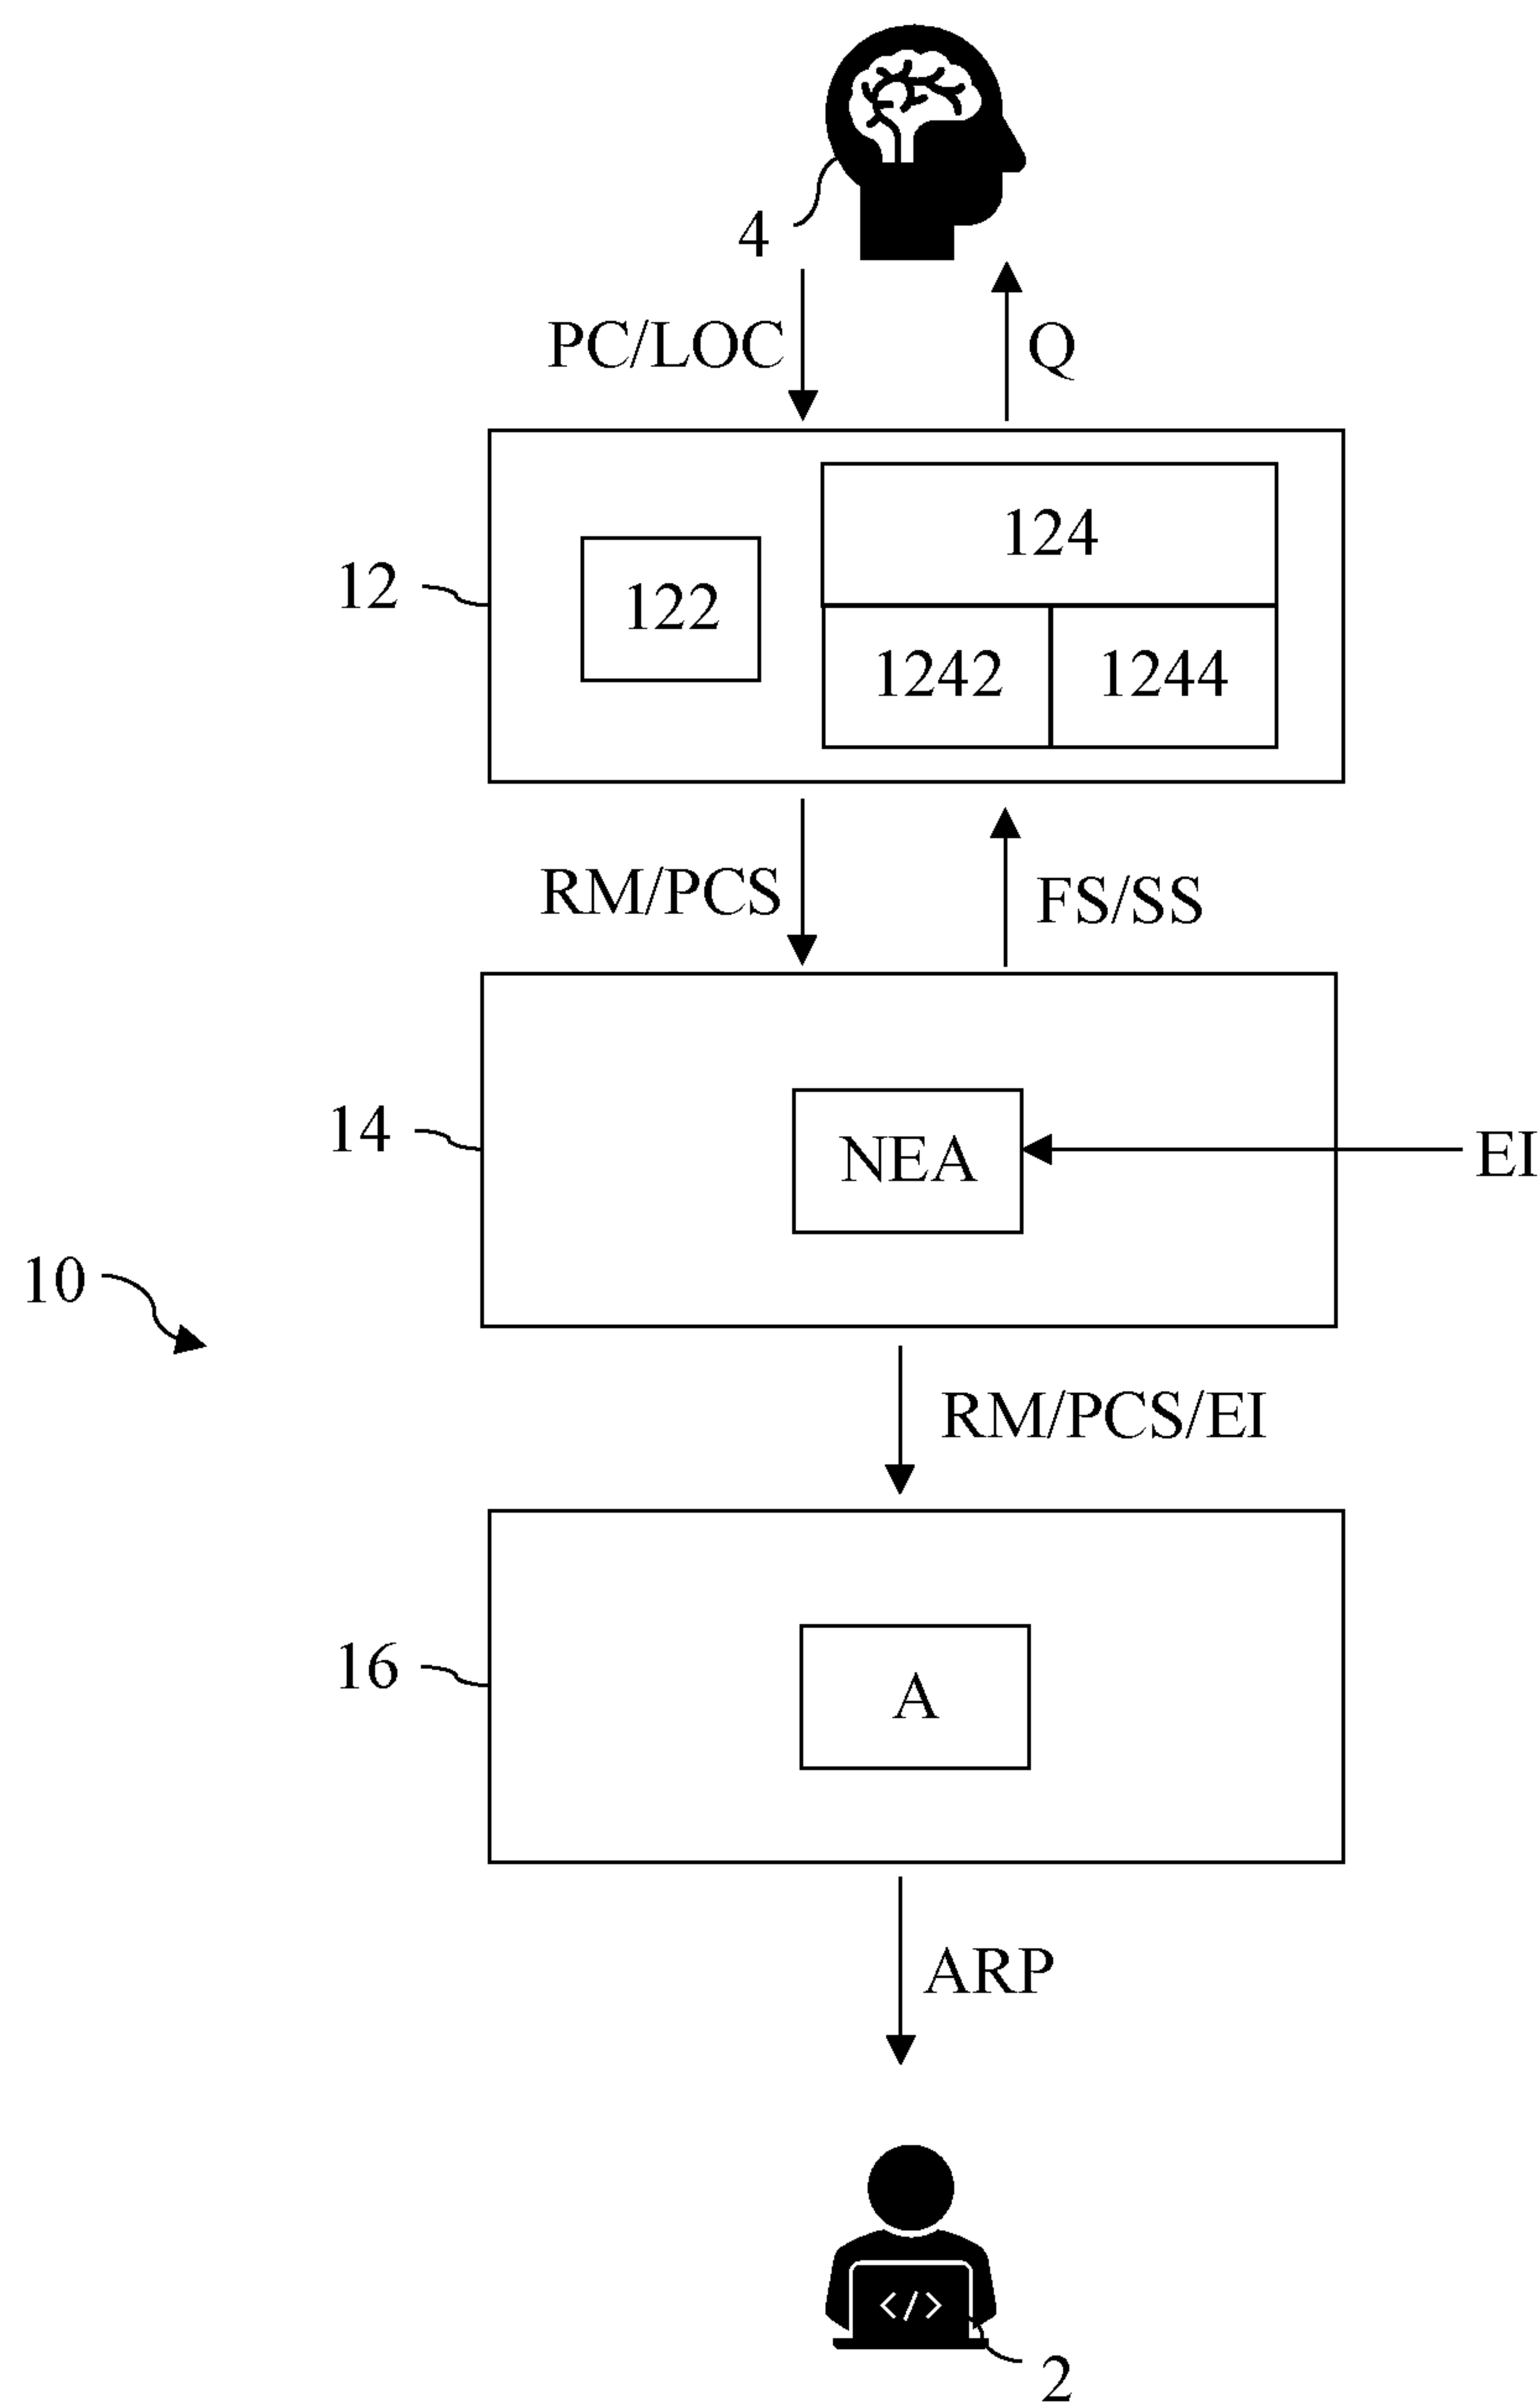 4
PC/LOC
Q
124
12
122
1242
1244
RM/PCS
FS/SS
14
NEA
EI
10
RM/PCS/EI
16
A
ARP
</>
2